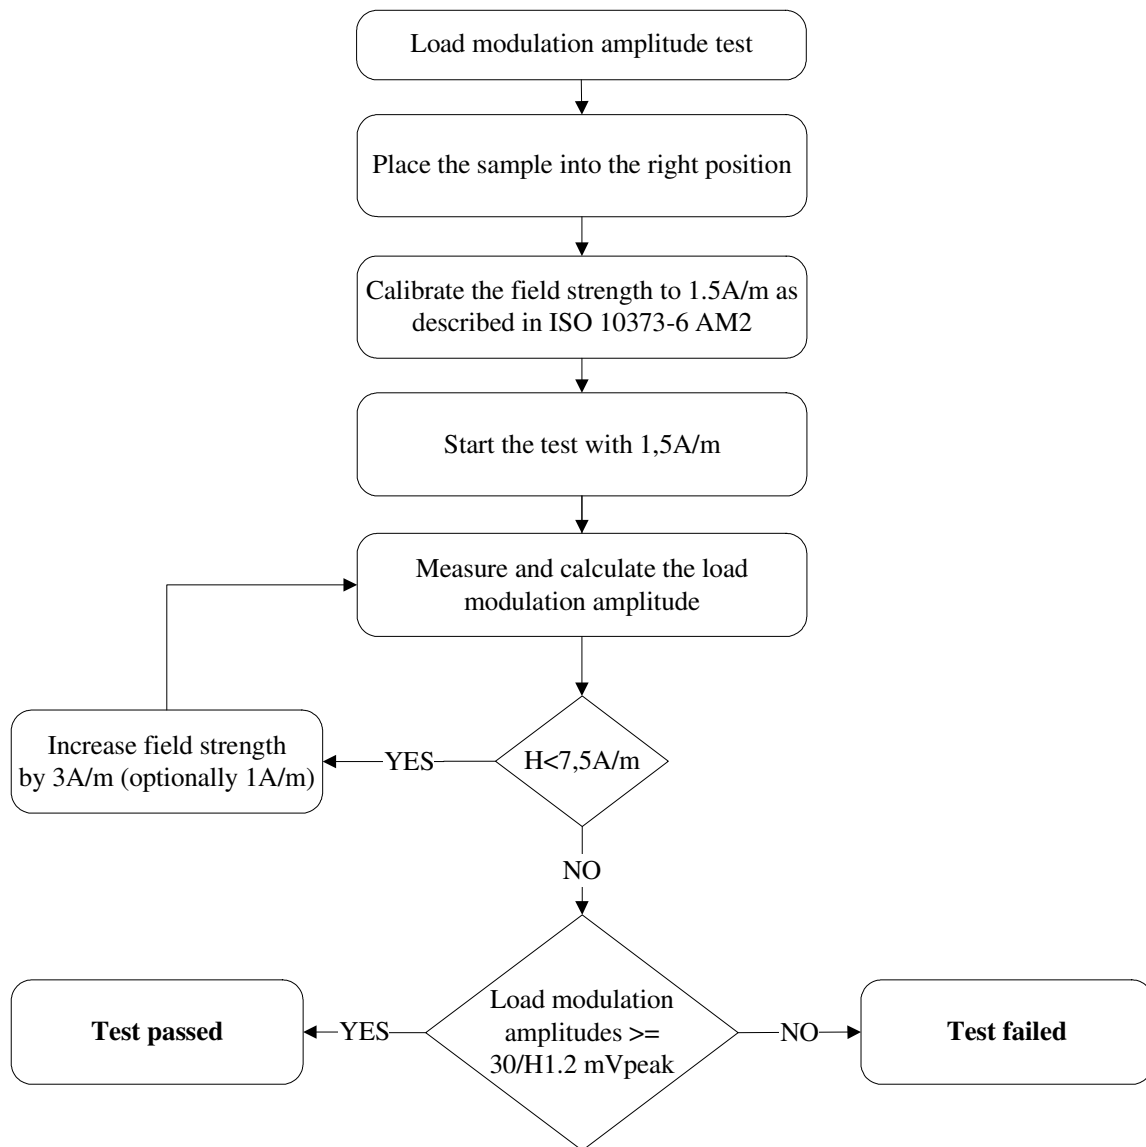 Load modulation amplitude test
Place the sample into the right position
Calibrate the field strength to 1.5A/m as
described in ISO 10373-6 AM2
Start the test with 1,5A/m
Measure and calculate the load
modulation amplitude
Increase field strength
by 3A/m (optionally 1A/m)
YES
H<7,5A/m
NO
Load modulation
amplitudes >=
30/H1.2 mVpeak
YES
Test passed
NO
Test failed